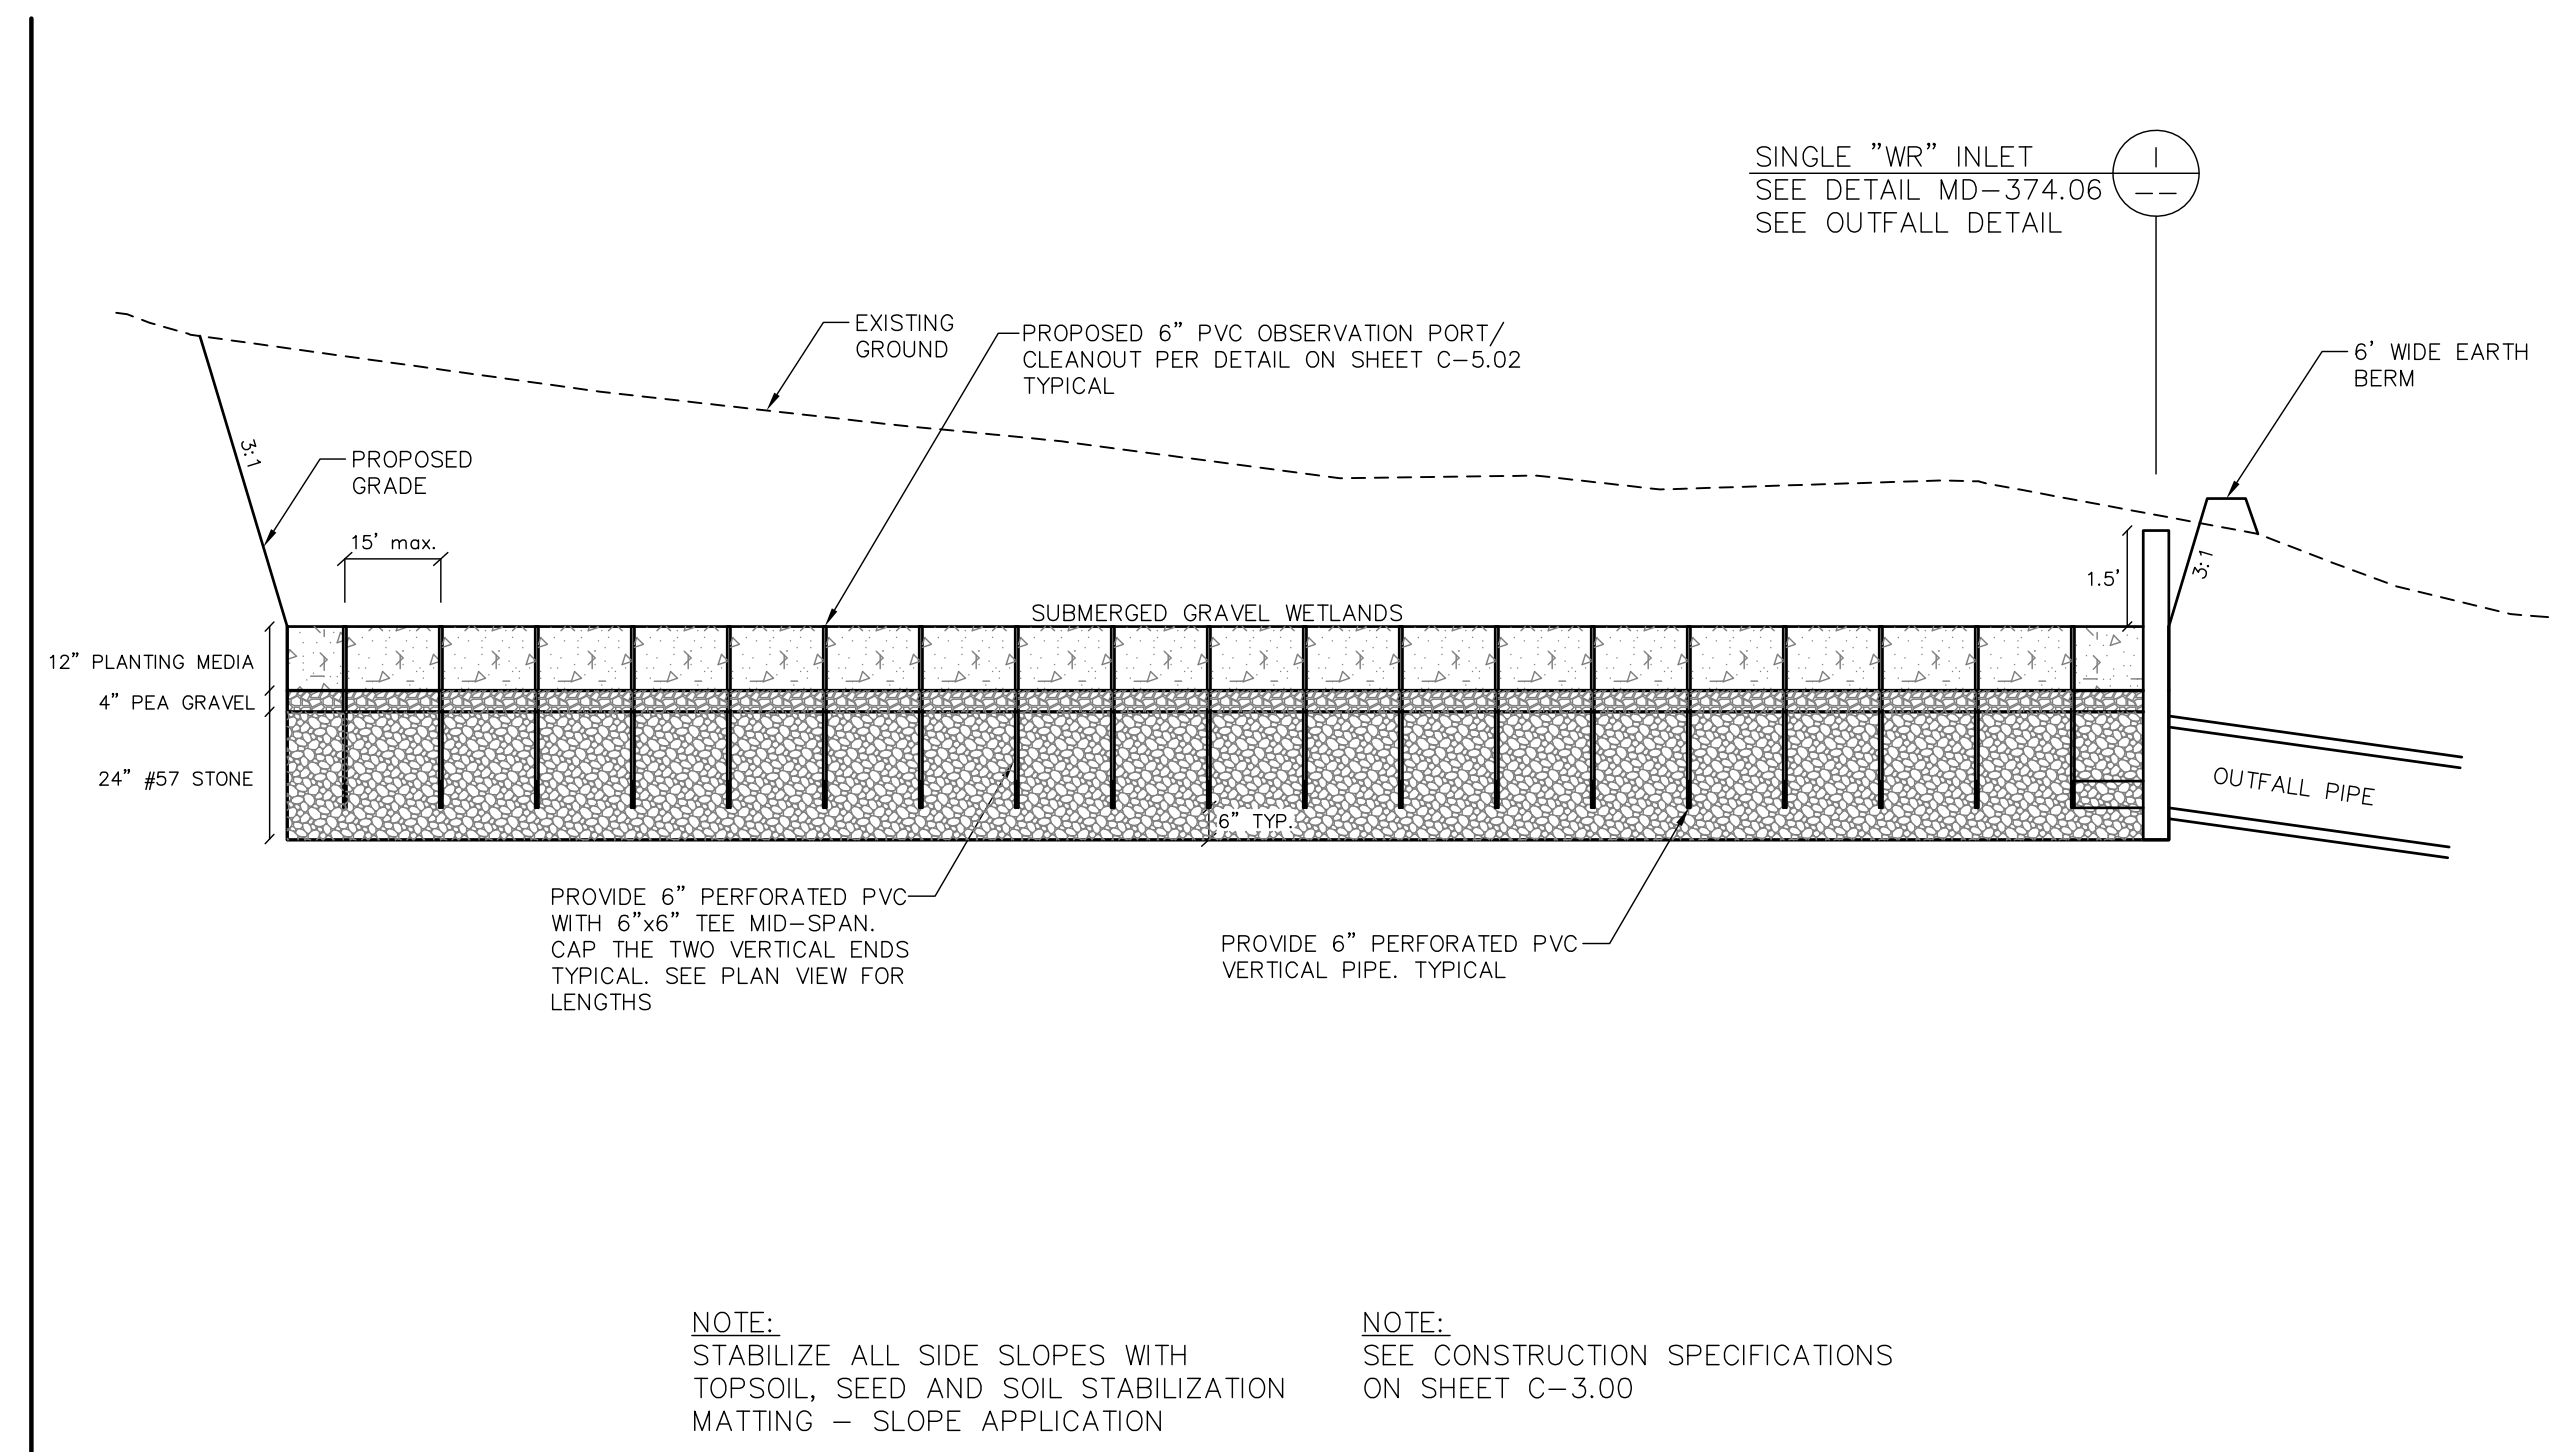 SINGLE "WR" INLET
SEE DETAIL MD-374.06
SEE OUTFALL DETAIL
1
--
EXISTING
GROUND
PROPOSED 6" PVC OBSERVATION PORT/
CLEANOUT PER DETAIL ON SHEET C-5.02
TYPICAL
6' WIDE EARTH
BERM
3:1
PROPOSED
GRADE
15' max.
1.5'
3:1
SUBMERGED GRAVEL WETLANDS
12" PLANTING MEDIA
4" PEA GRAVEL
24" #57 STONE
OUTFALL PIPE
6" TYP.
PROVIDE 6" PERFORATED PVC
WITH 6"x6" TEE MID-SPAN.
CAP THE TWO VERTICAL ENDS
TYPICAL. SEE PLAN VIEW FOR
LENGTHS
PROVIDE 6" PERFORATED PVC
VERTICAL PIPE. TYPICAL
NOTE:
STABILIZE ALL SIDE SLOPES WITH
TOPSOIL, SEED AND SOIL STABILIZATION
MATTING - SLOPE APPLICATION
NOTE:
SEE CONSTRUCTION SPECIFICATIONS
ON SHEET C-3.00